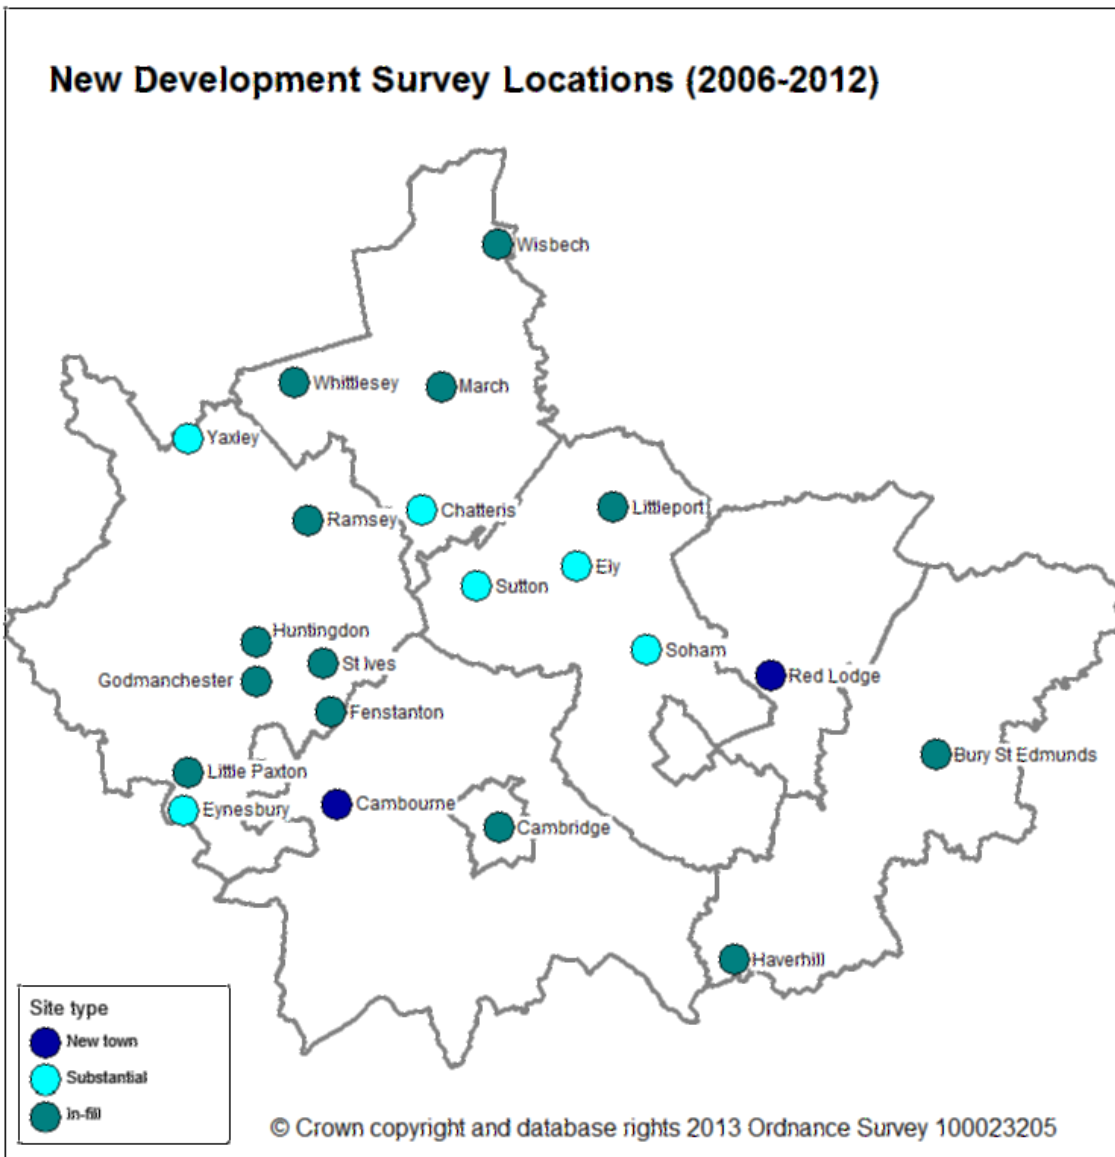 New Development Survey Locations (2006-2012)
Wisbech
Whittlesey
March
Yaxley
Chatteris
Littleport
Ramsey
Ely
Sutton
Huntingdon
Soham
St Ives
Red Lodge
Godmanchester
Fenstanton
Bury St Edmunds
Little Paxton
Cambourne
Eynesbury
Cambridge
Haverhill
Site type
New town
Substantial
In-fill
© Crown copyright and database rights 2013 Ordnance Survey 100023205